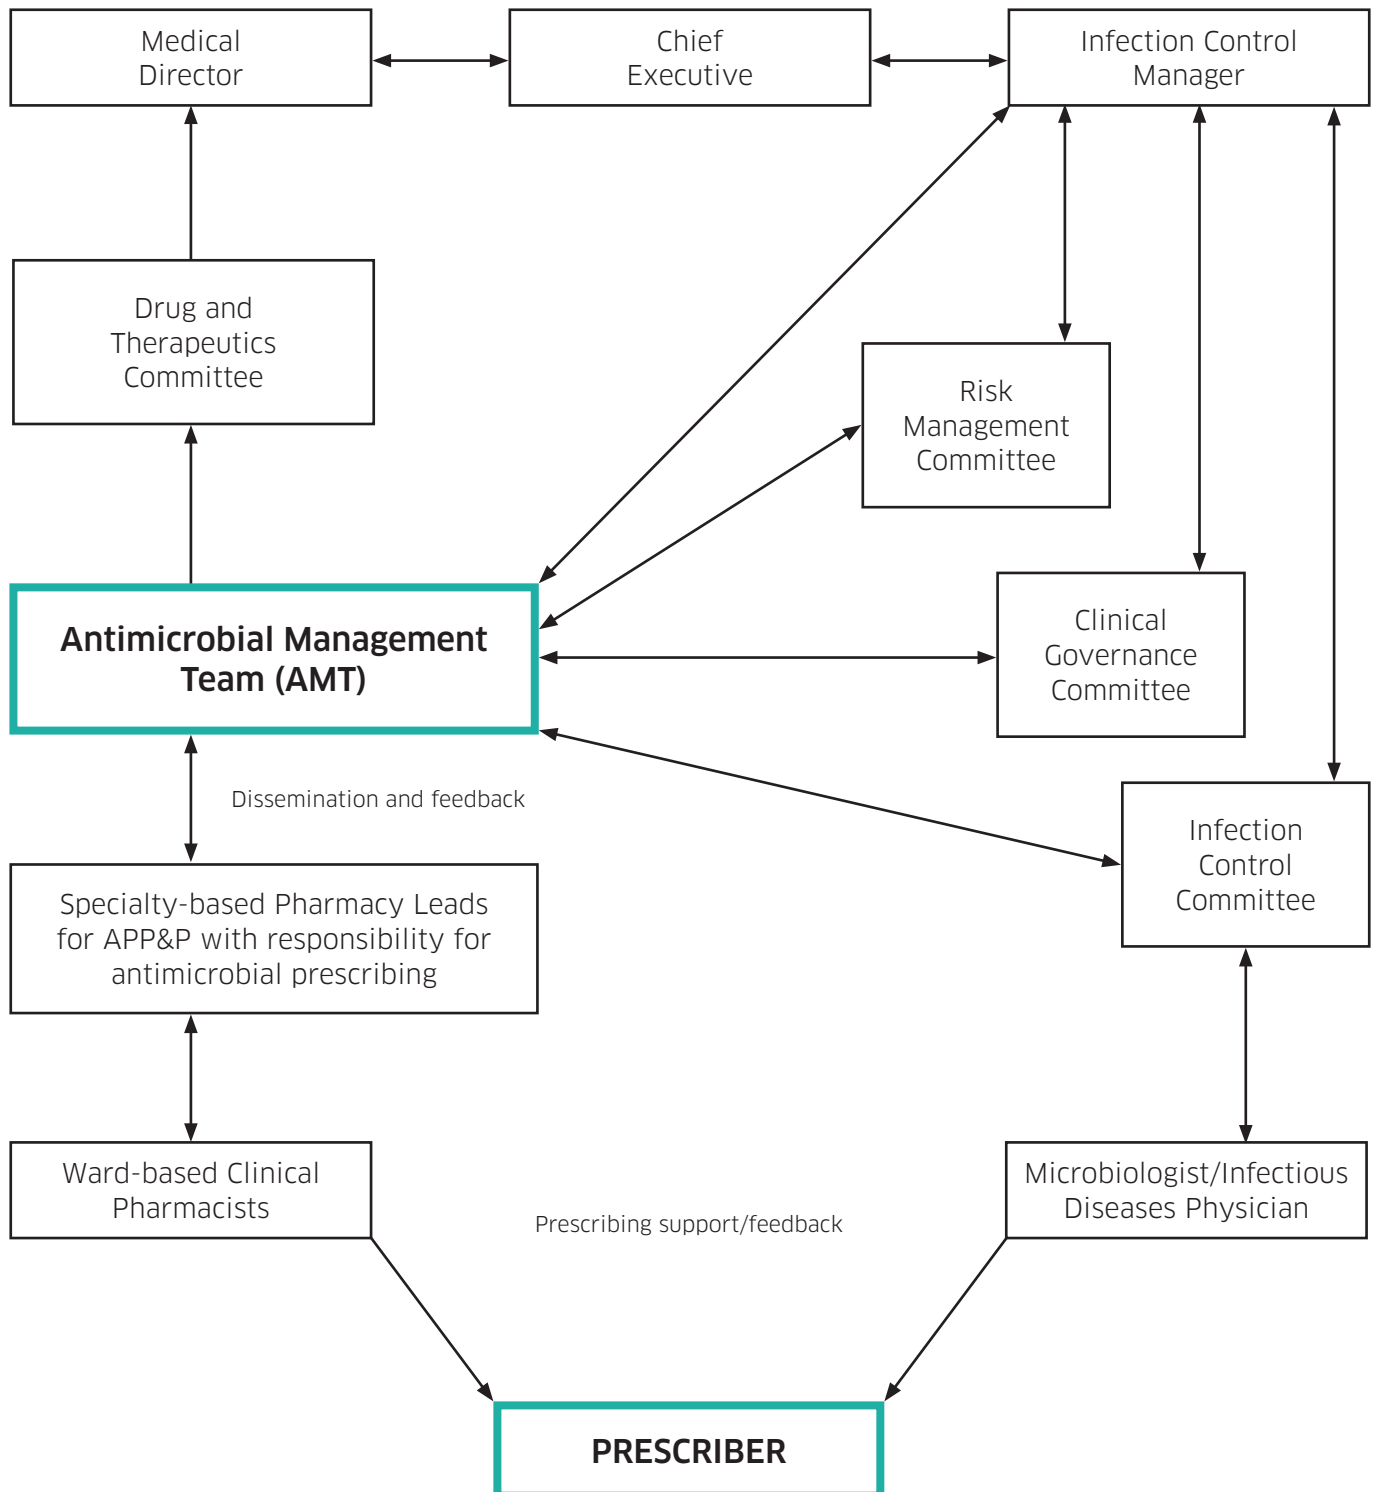 Medical
Director
Chief
Executive
Infection Control
Manager
Drug and
Therapeutics
Committee
Risk
Management
Committee
Antimicrobial Management
Team (AMT)
Clinical
Governance
Committee
Dissemination and feedback
Infection
Control
Committee
Specialty-based Pharmacy Leads
for APP&P with responsibility for
antimicrobial prescribing
Ward-based Clinical
Pharmacists
Microbiologist/Infectious
Diseases Physician
Prescribing support/feedback
PRESCRIBER